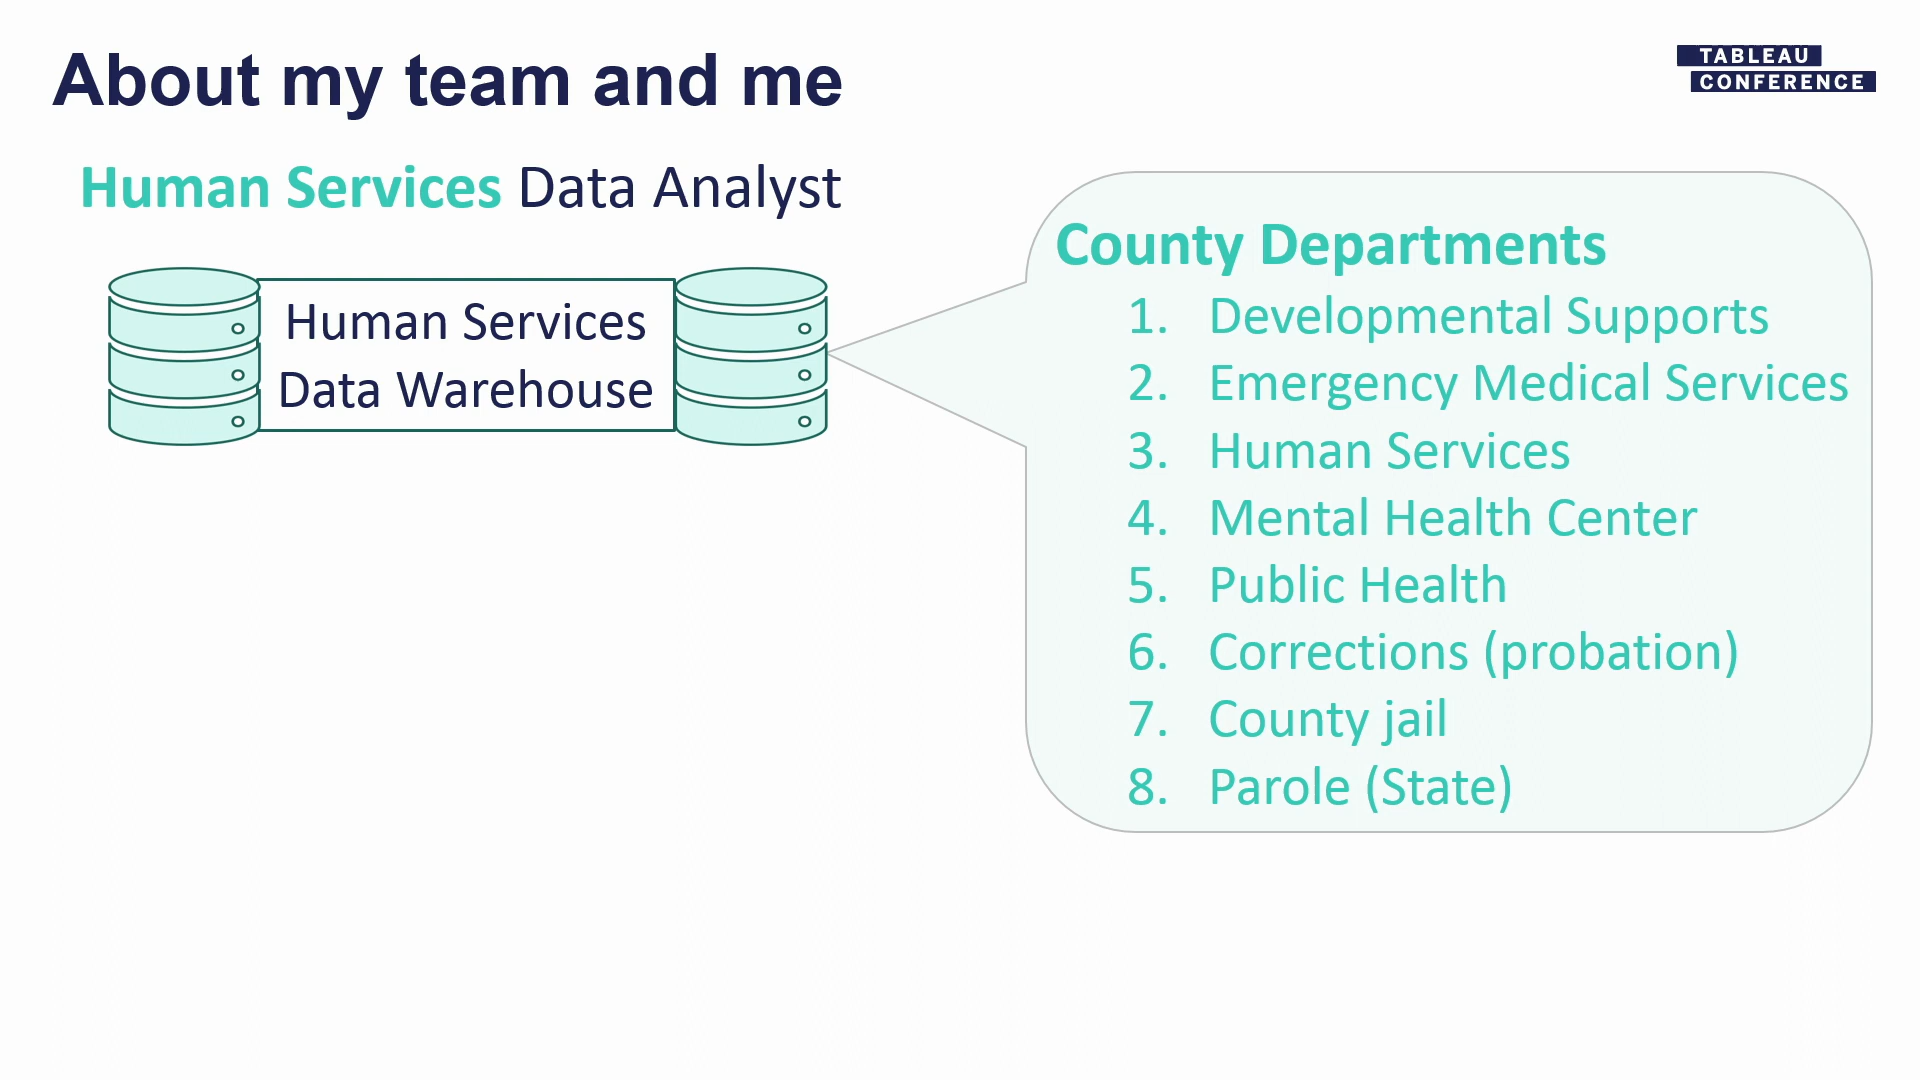 About my team and me
TABLEAU
CONFERENCE
Human Services Data Analyst
Human Services
Data Warehouse
County Departments
1. Developmental Supports
2. Emergency Medical Services
3. Human Services
4. Mental Health Center
5. Public Health
6. Corrections (probation)
7. County jail
8. Parole (State)